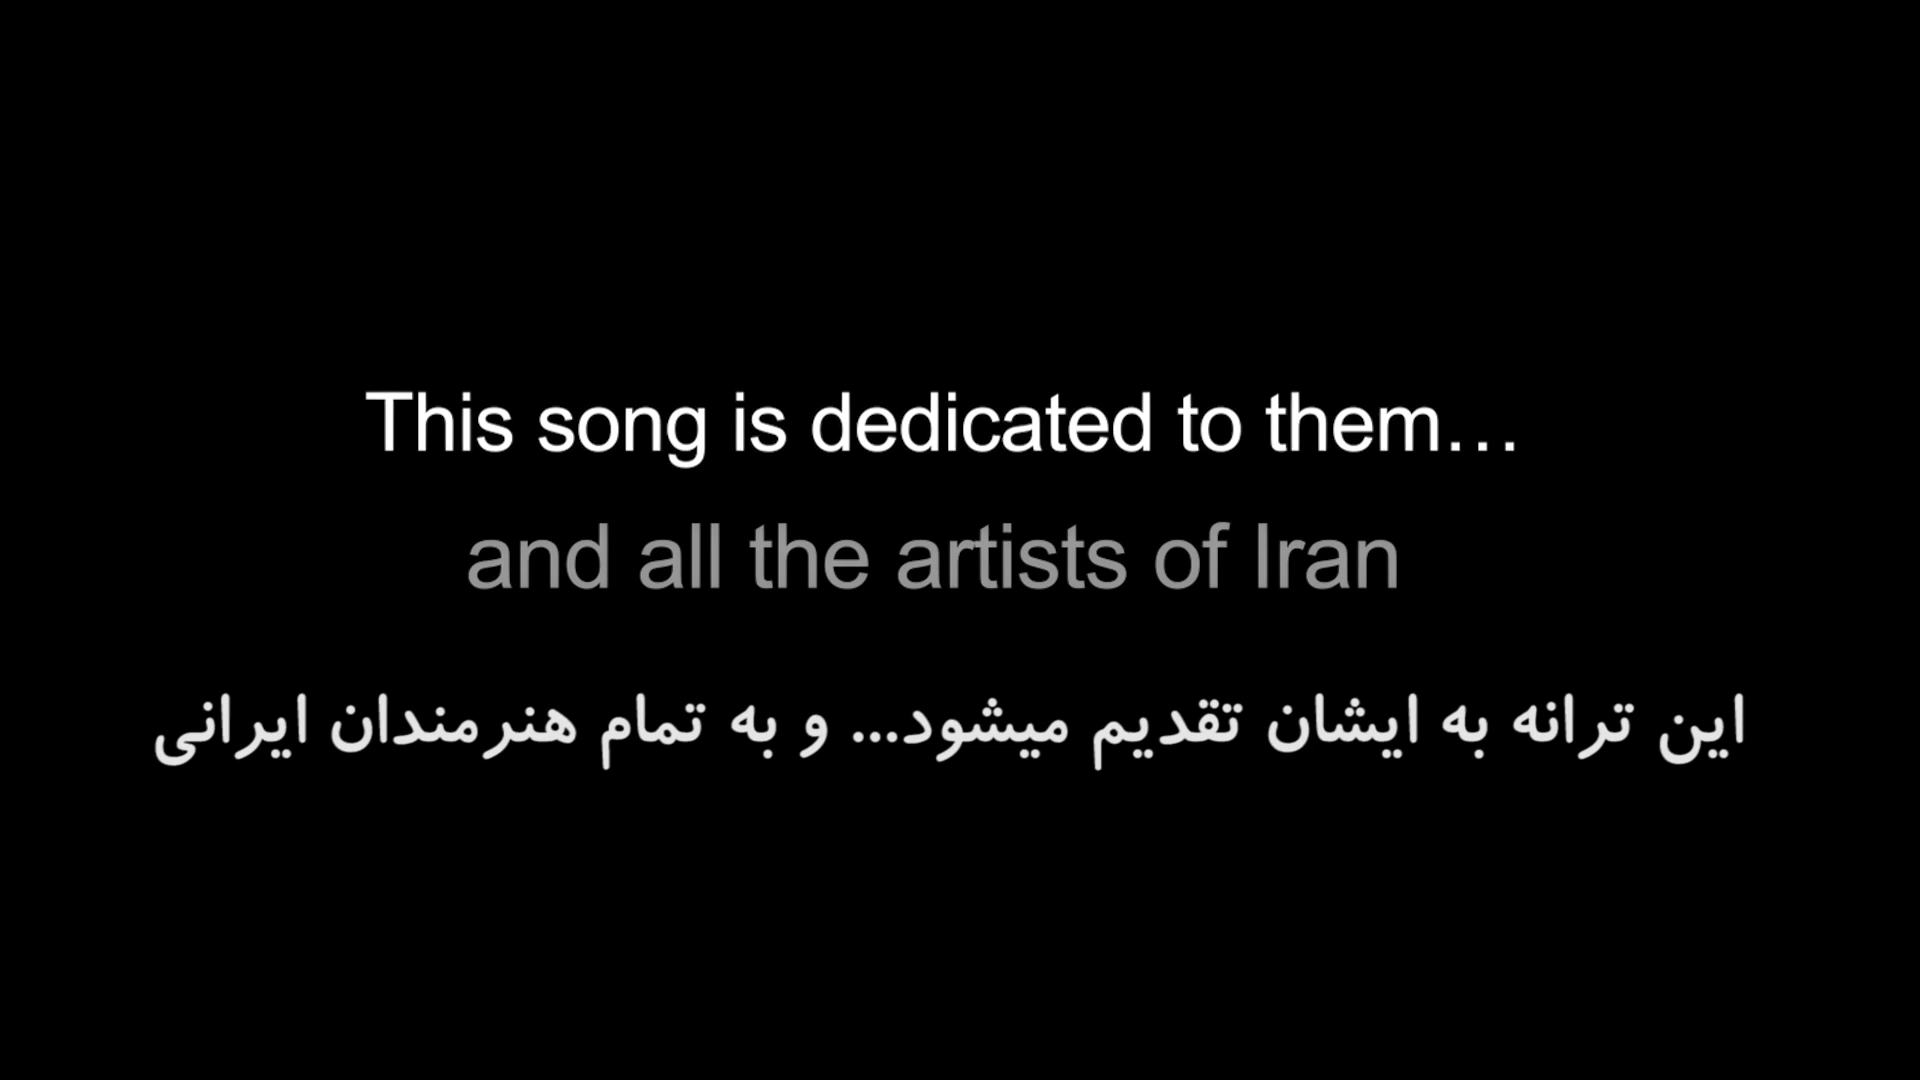 This song is dedicated to them…
and all the artists of Iran
این ترانه به ایشان تقدیم میشود... و به تمام هنرمندان ایرانی